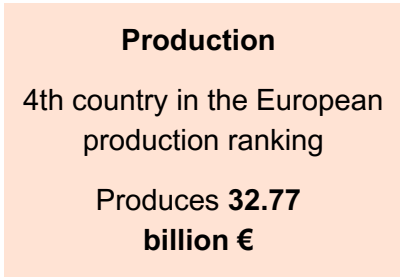 Production
4th country in the European
production ranking
Produces 32.77
billion €